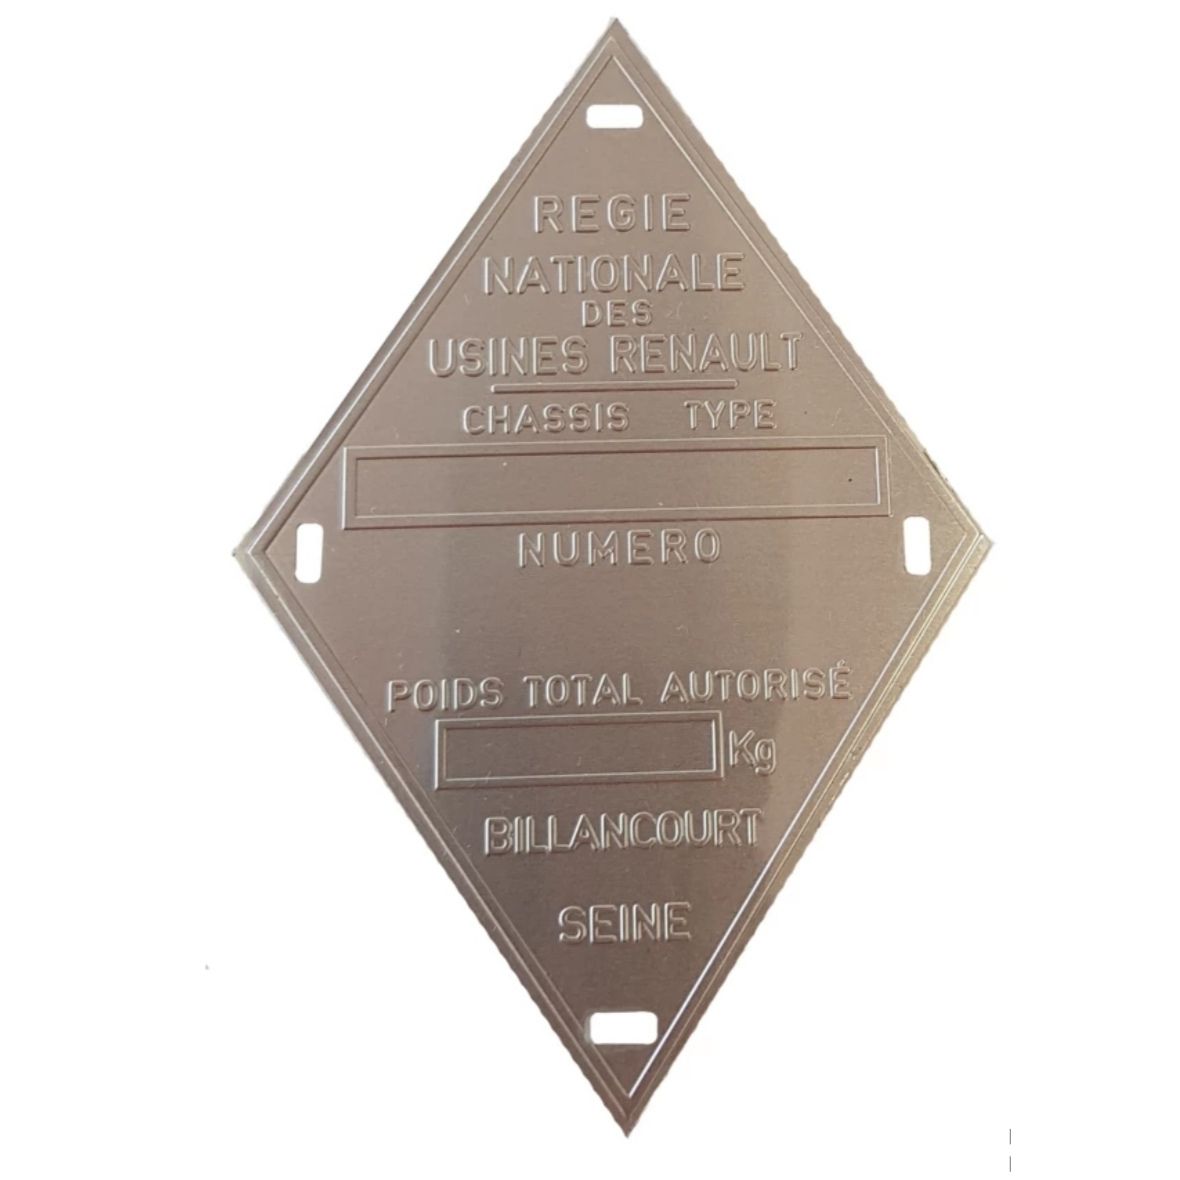 REGIE
NATIONALE
DES
USINES RENAULT
CHASSIS TYPE
NUMERO
POIDS TOTAL AUTORISÉ
Kg
BILLANCOURT
SEINE